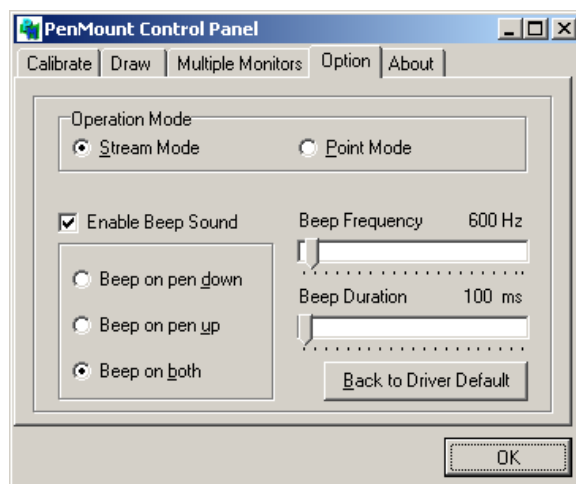 PenMount Control Panel
Calibrate Draw Multiple Monitors Option About
Operation Mode
Stream Mode Point Mode
Enable Beep Sound
Beep on pen down
Beep on pen up
Beep on both
Beep Frequency 600 Hz
Beep Duration 100 ms
Back to Driver Default
OK